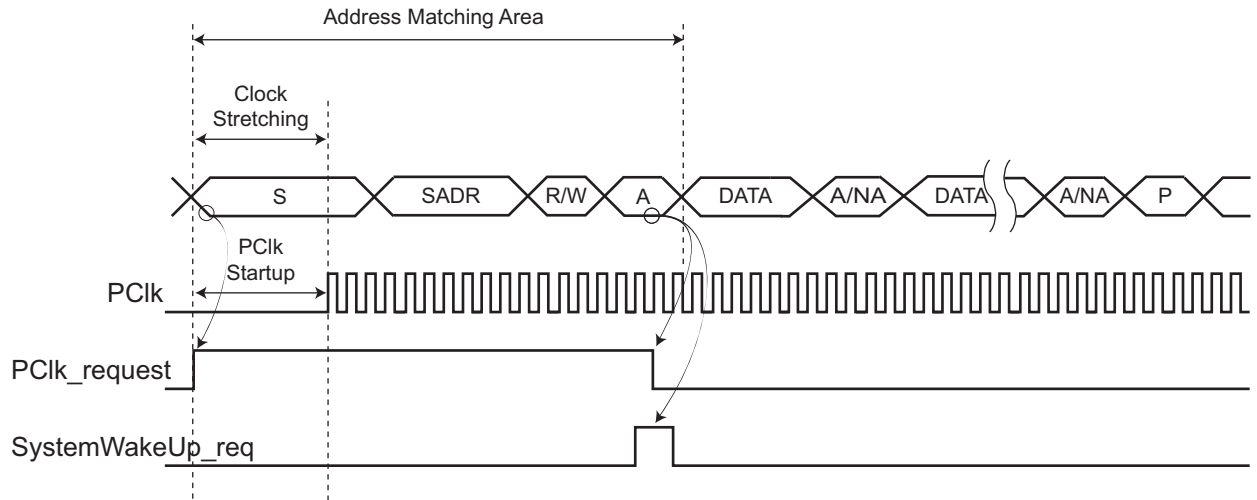 Address Matching Area
Clock
Stretching
S SADR R/W A DATA A/NA DATA A/NA P
PClk
Startup
PClk
PClk_request
SystemWakeUp_req